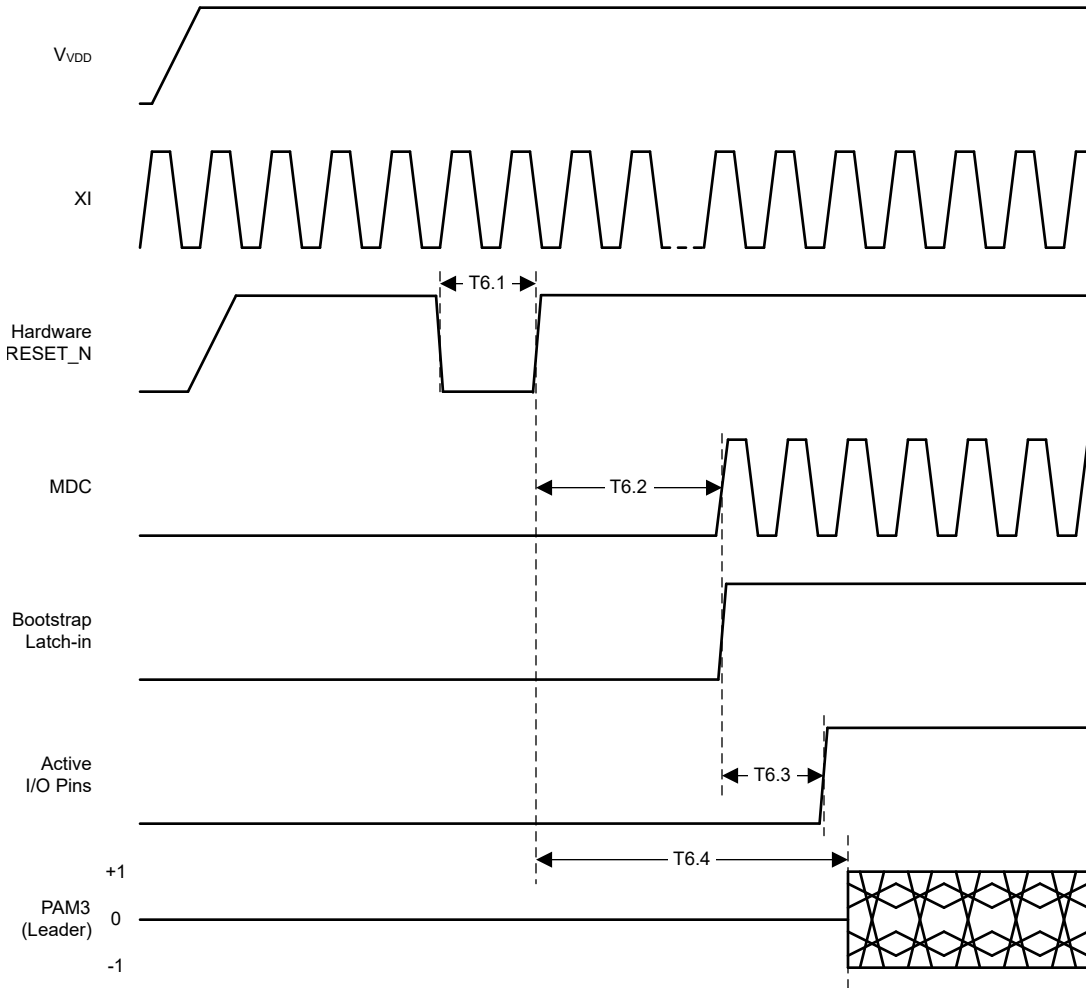 VVDD
XI
T6.1
Hardware
RESET_N
MDC
T6.2
Bootstrap
Latch-in
Active
I/O Pins
T6.3
T6.4
+1
PAM3
(Leader)
0
-1